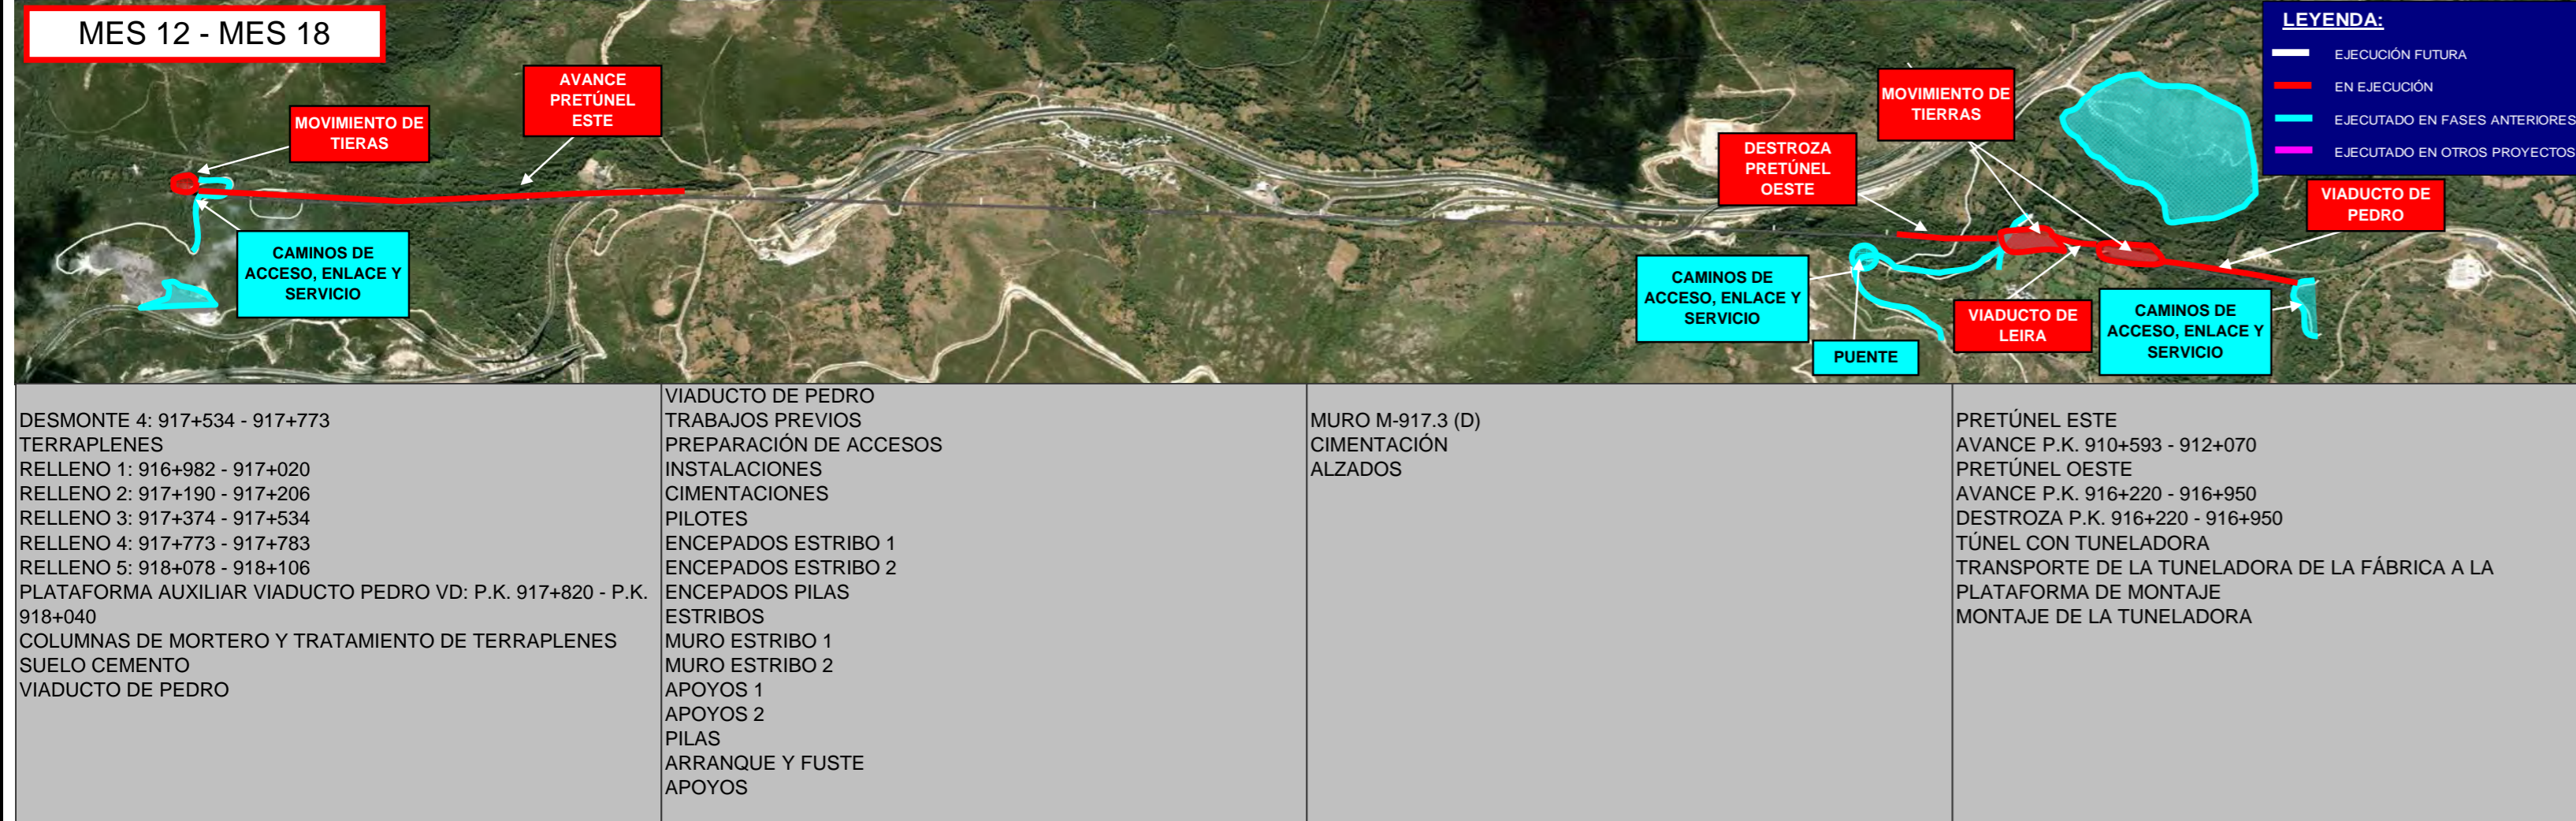 MES 12 - MES 18
MOVIMIENTO DE
TIERAS
AVANCE
PRETÚNEL
ESTE
CAMINOS DE
ACCESO, ENLACE Y
SERVICIO
DESTROZA
PRETÚNEL
OESTE
MOVIMIENTO DE
TIERRAS
CAMINOS DE
ACCESO, ENLACE Y
SERVICIO
PUENTE
VIADUCTO DE
LEIRA
CAMINOS DE
ACCESO, ENLACE Y
SERVICIO
VIADUCTO DE
PEDRO
LEYENDA:
EJECUCIÓN FUTURA
EN EJECUCIÓN
EJECUTADO EN FASES ANTERIORES
EJECUTADO EN OTROS PROYECTOS
DESMONTE 4: 917+534 - 917+773
TERRAPLENES
RELLENO 1: 916+982 - 917+020
RELLENO 2: 917+190 - 917+206
RELLENO 3: 917+374 - 917+534
RELLENO 4: 917+773 - 917+783
RELLENO 5: 918+078 - 918+106
PLATAFORMA AUXILIAR VIADUCTO PEDRO VD: P.K. 917+820 - P.K.
918+040
COLUMNAS DE MORTERO Y TRATAMIENTO DE TERRAPLENES
SUELO CEMENTO
VIADUCTO DE PEDRO
VIADUCTO DE PEDRO
TRABAJOS PREVIOS
PREPARACIÓN DE ACCESOS
INSTALACIONES
CIMENTACIONES
PILOTES
ENCEPADOS ESTRIBO 1
ENCEPADOS ESTRIBO 2
ENCEPADOS PILAS
ESTRIBOS
MURO ESTRIBO 1
MURO ESTRIBO 2
APOYOS 1
APOYOS 2
PILAS
ARRANQUE Y FUSTE
APOYOS
MURO M-917.3 (D)
CIMENTACIÓN
ALZADOS
PRETÚNEL ESTE
AVANCE P.K. 910+593 - 912+070
PRETÚNEL OESTE
AVANCE P.K. 916+220 - 916+950
DESTROZA P.K. 916+220 - 916+950
TÚNEL CON TUNELADORA
TRANSPORTE DE LA TUNELADORA DE LA FÁBRICA A LA
PLATAFORMA DE MONTAJE
MONTAJE DE LA TUNELADORA